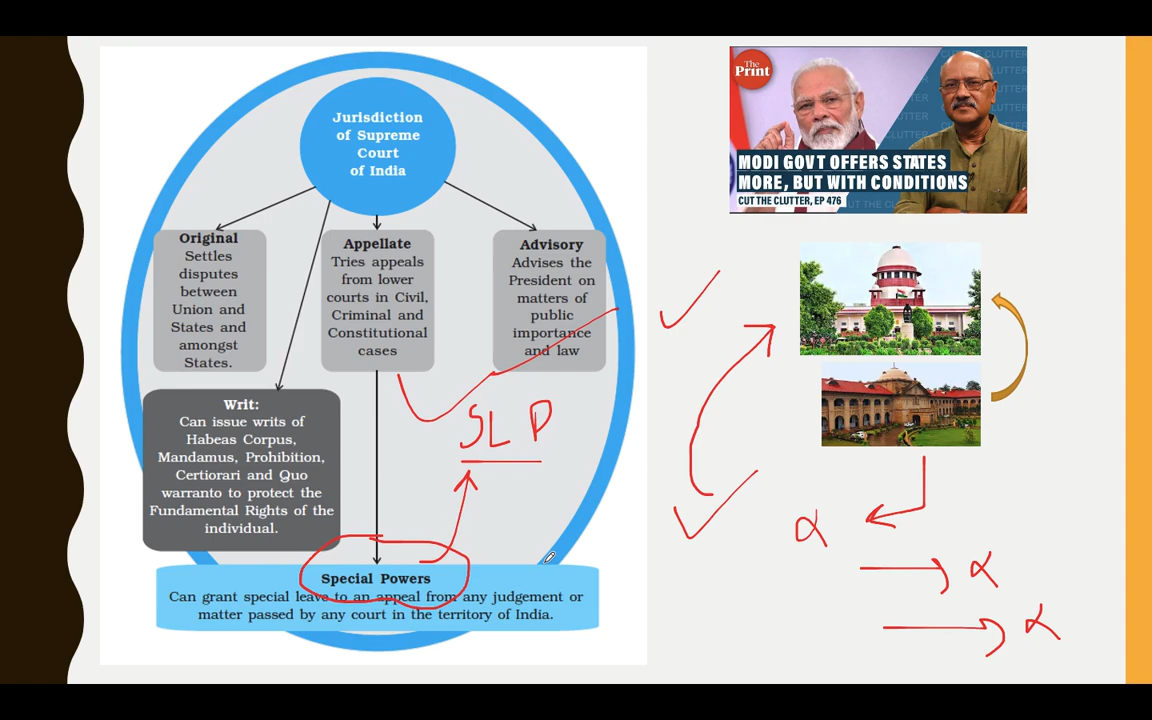 Jurisdiction
of Supreme
Court
of India
Original
Settles
disputes
between
Union and
States and
amongst
States.
Appellate
Tries appeals
from lower
courts in Civil,
Criminal and
Constitutional
cases
Advisory
Advises the
President on
matters of
public
importance
and law
Writ:
Can issue writs of
Habeas Corpus,
Mandamus, Prohibition,
Certiorari and Quo
warranto to protect the
Fundamental Rights of the
individual.
SLP
Special Powers
Can grant special leave to an appeal from any judgement or
matter passed by any court in the territory of India.
The
Print
MODI GOVT OFFERS STATES
MORE, BUT WITH CONDITIONS
CUT THE CLUTTER, EP 476
α
α
α